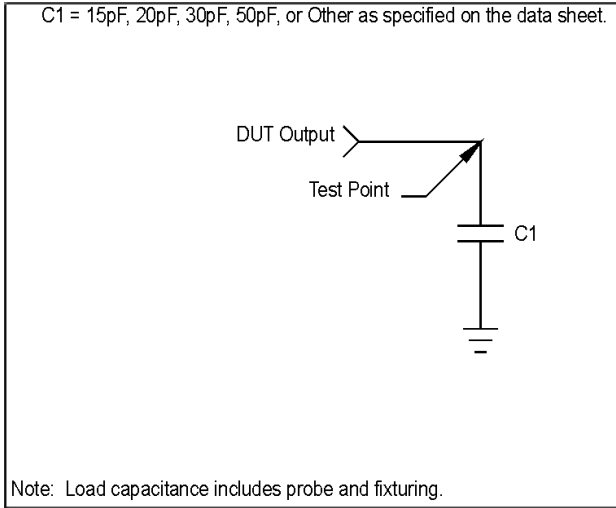 C1 = 15pF, 20pF, 30pF, 50pF, or Other as specified on the data sheet.
DUT Output
Test Point
C1
Note: Load capacitance includes probe and fixturing.